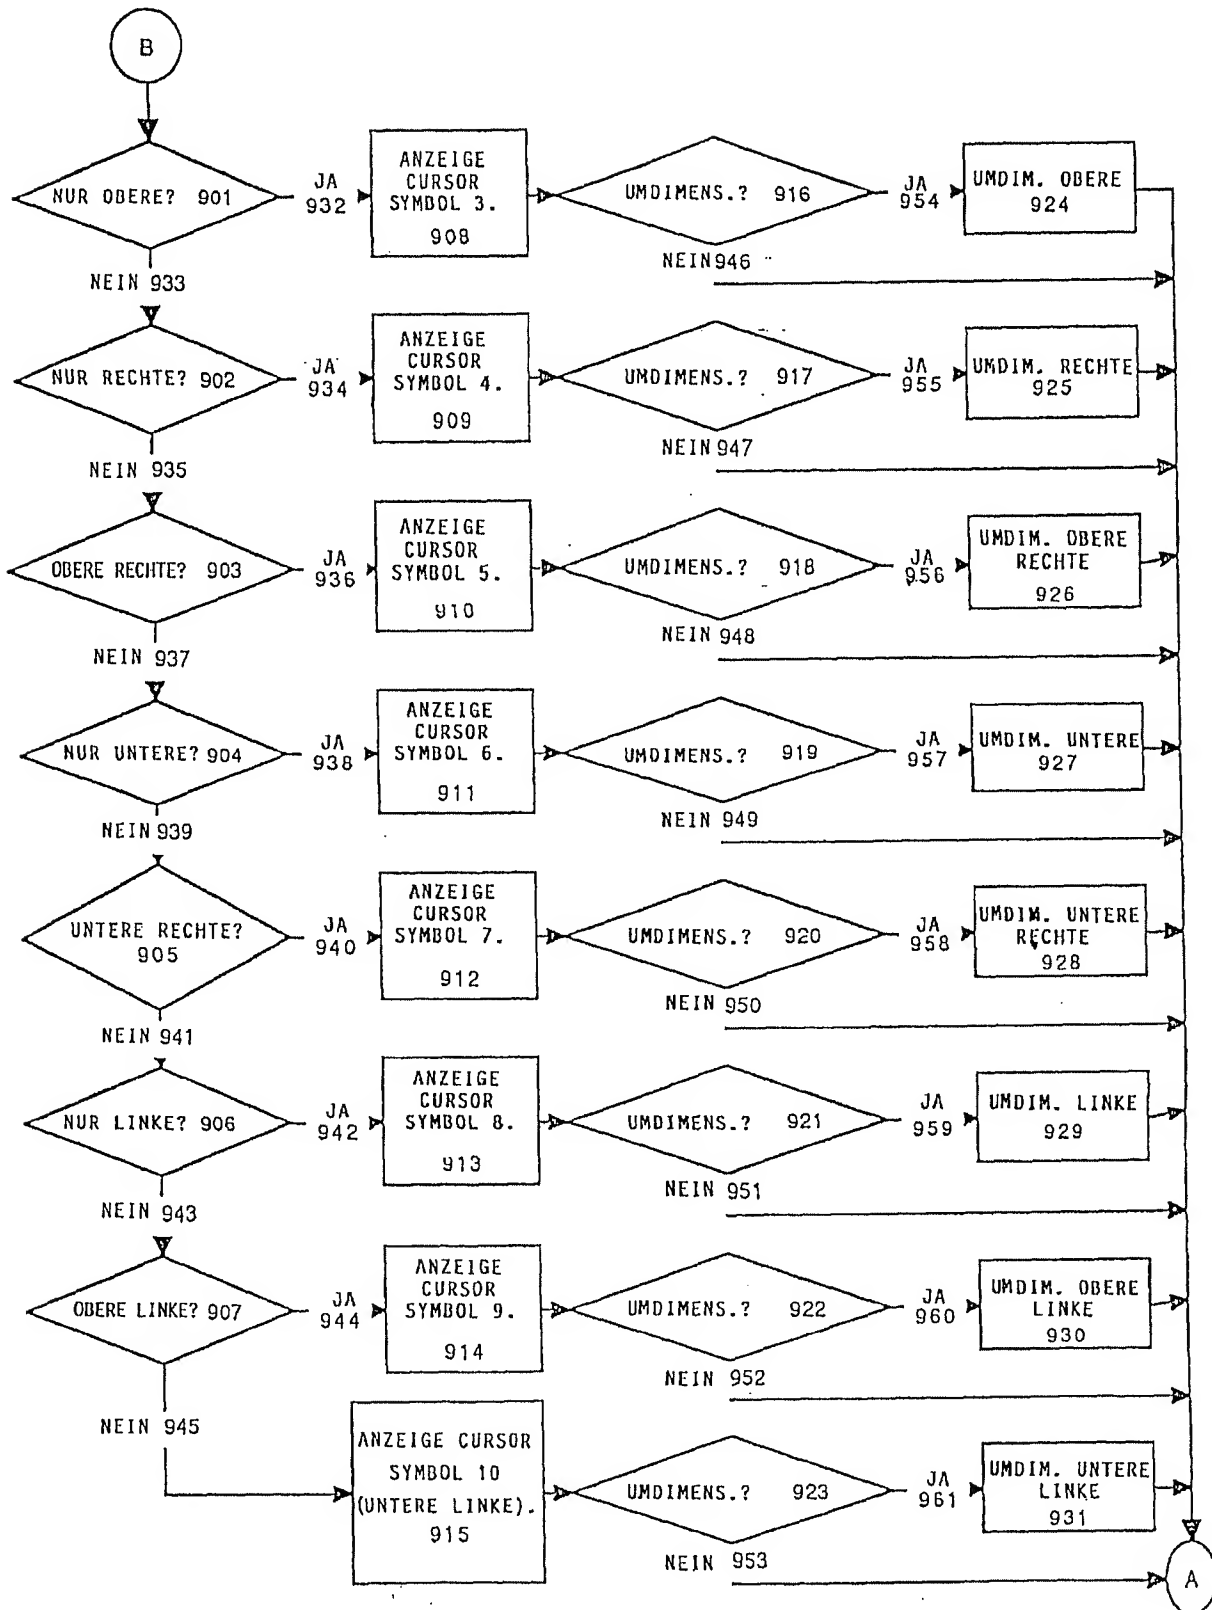 B
NUR OBERE? 901
JA
932
ANZEIGE
CURSOR
SYMBOL 3.
908
UMDIMENS.? 916
JA
954
UMDIM. OBERE
924
NEIN 933
NEIN 946
NUR RECHTE? 902
JA
934
ANZEIGE
CURSOR
SYMBOL 4.
909
UMDIMENS.? 917
JA
955
UMDIM. RECHTE
925
NEIN 935
NEIN 947
OBERE RECHTE? 903
JA
936
ANZEIGE
CURSOR
SYMBOL 5.
910
UMDIMENS.? 918
JA
956
UMDIM. OBERE
RECHTE
926
NEIN 937
NEIN 948
NUR UNTERE? 904
JA
938
ANZEIGE
CURSOR
SYMBOL 6.
911
UMDIMENS.? 919
JA
957
UMDIM. UNTERE
927
NEIN 939
NEIN 949
UNTERE RECHTE?
905
JA
940
ANZEIGE
CURSOR
SYMBOL 7.
912
UMDIMENS.? 920
JA
958
UMDIM. UNTERE
RECHTE
928
NEIN 941
NEIN 950
NUR LINKE? 906
JA
942
ANZEIGE
CURSOR
SYMBOL 8.
913
UMDIMENS.? 921
JA
959
UMDIM. LINKE
929
NEIN 943
NEIN 951
OBERE LINKE? 907
JA
944
ANZEIGE
CURSOR
SYMBOL 9.
914
UMDIMENS.? 922
JA
960
UMDIM. OBERE
LINKE
930
NEIN 945
NEIN 952
ANZEIGE CURSOR
SYMBOL 10
(UNTERE LINKE).
915
UMDIMENS.? 923
JA
961
UMDIM. UNTERE
LINKE
931
NEIN 953
A